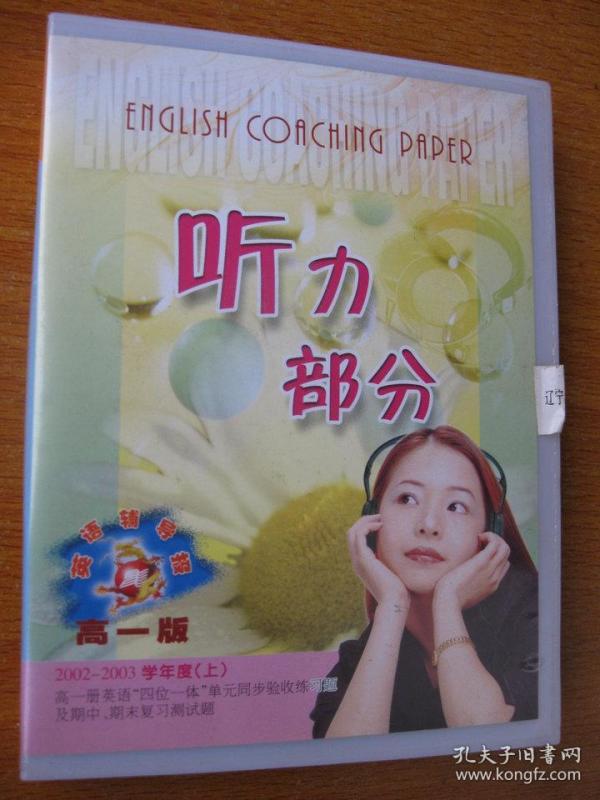 ENGLISH COACHING PAPER
ENGLISH COACHING PAPER
听力
部分
辽宁
英语辅导报
高一版
2002-2003 学年度(上)
高一册英语“四位一体”单元同步验收练习题
及期中、期末复习测试题
孔夫子旧书网
www.kongfz.com